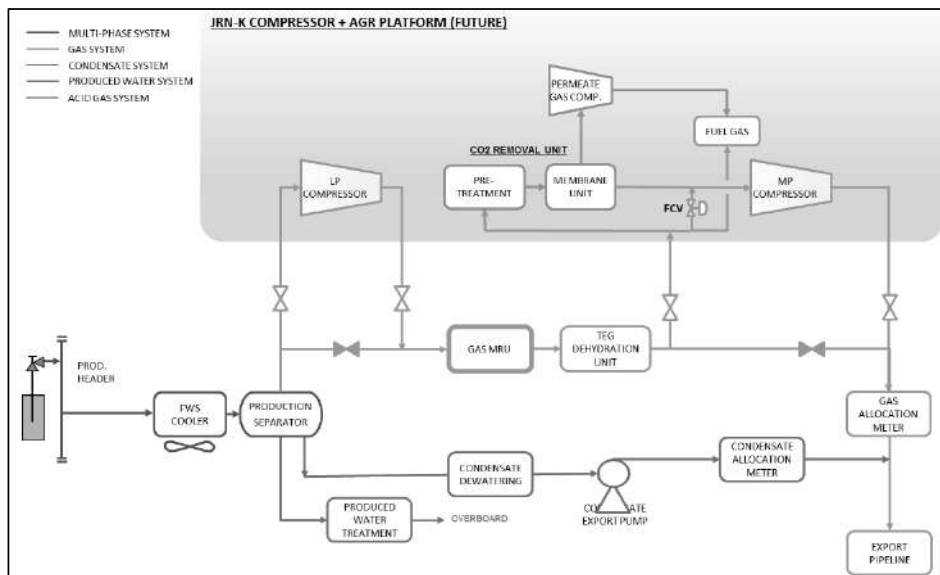 JRN-K COMPRESSOR + AGR PLATFORM (FUTURE)
MULTI-PHASE SYSTEM
GAS SYSTEM
CONDENSATE SYSTEM
PRODUCED WATER SYSTEM
ACID GAS SYSTEM
PERMEATE
GAS COMP.
FUEL GAS
CO2 REMOVAL UNIT
LP
COMPRESSOR
PRE-
TREATMENT
MEMBRANE
UNIT
MP
COMPRESSOR
FCV
GAS MRU
TEG
DEHYDRATION
UNIT
PROD.
HEADER
FWS
COOLER
PRODUCTION
SEPARATOR
GAS
ALLOCATION
METER
CONDENSATE
DEWATERING
CONDENSATE
ALLOCATION
METER
EXPORT PUMP
PRODUCED
WATER
TREATMENT
OVERBOARD
EXPORT
PIPELINE